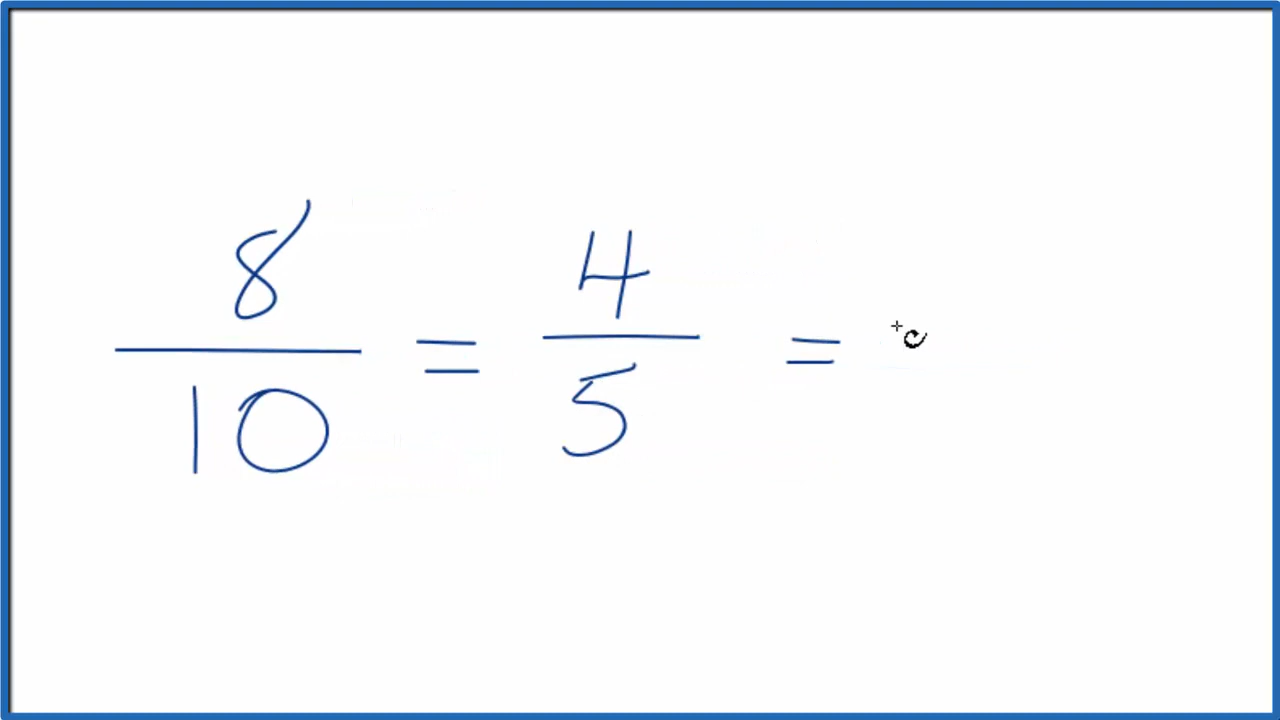 8/10 = 4/5 =